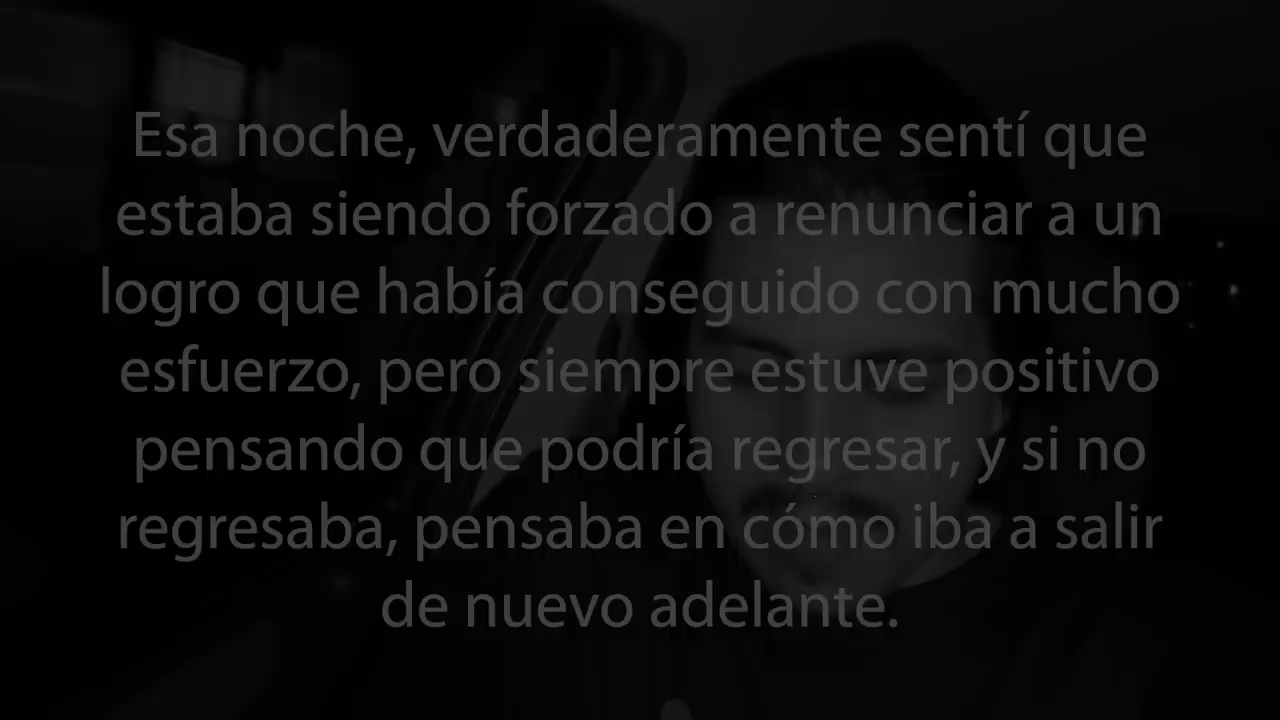 Esa noche, verdaderamente sentí que
estaba siendo forzado a renunciar a un
logro que había conseguido con mucho
esfuerzo, pero siempre estuve positivo
pensando que podría regresar, y si no
regresaba, pensaba en cómo iba a salir
de nuevo adelante.